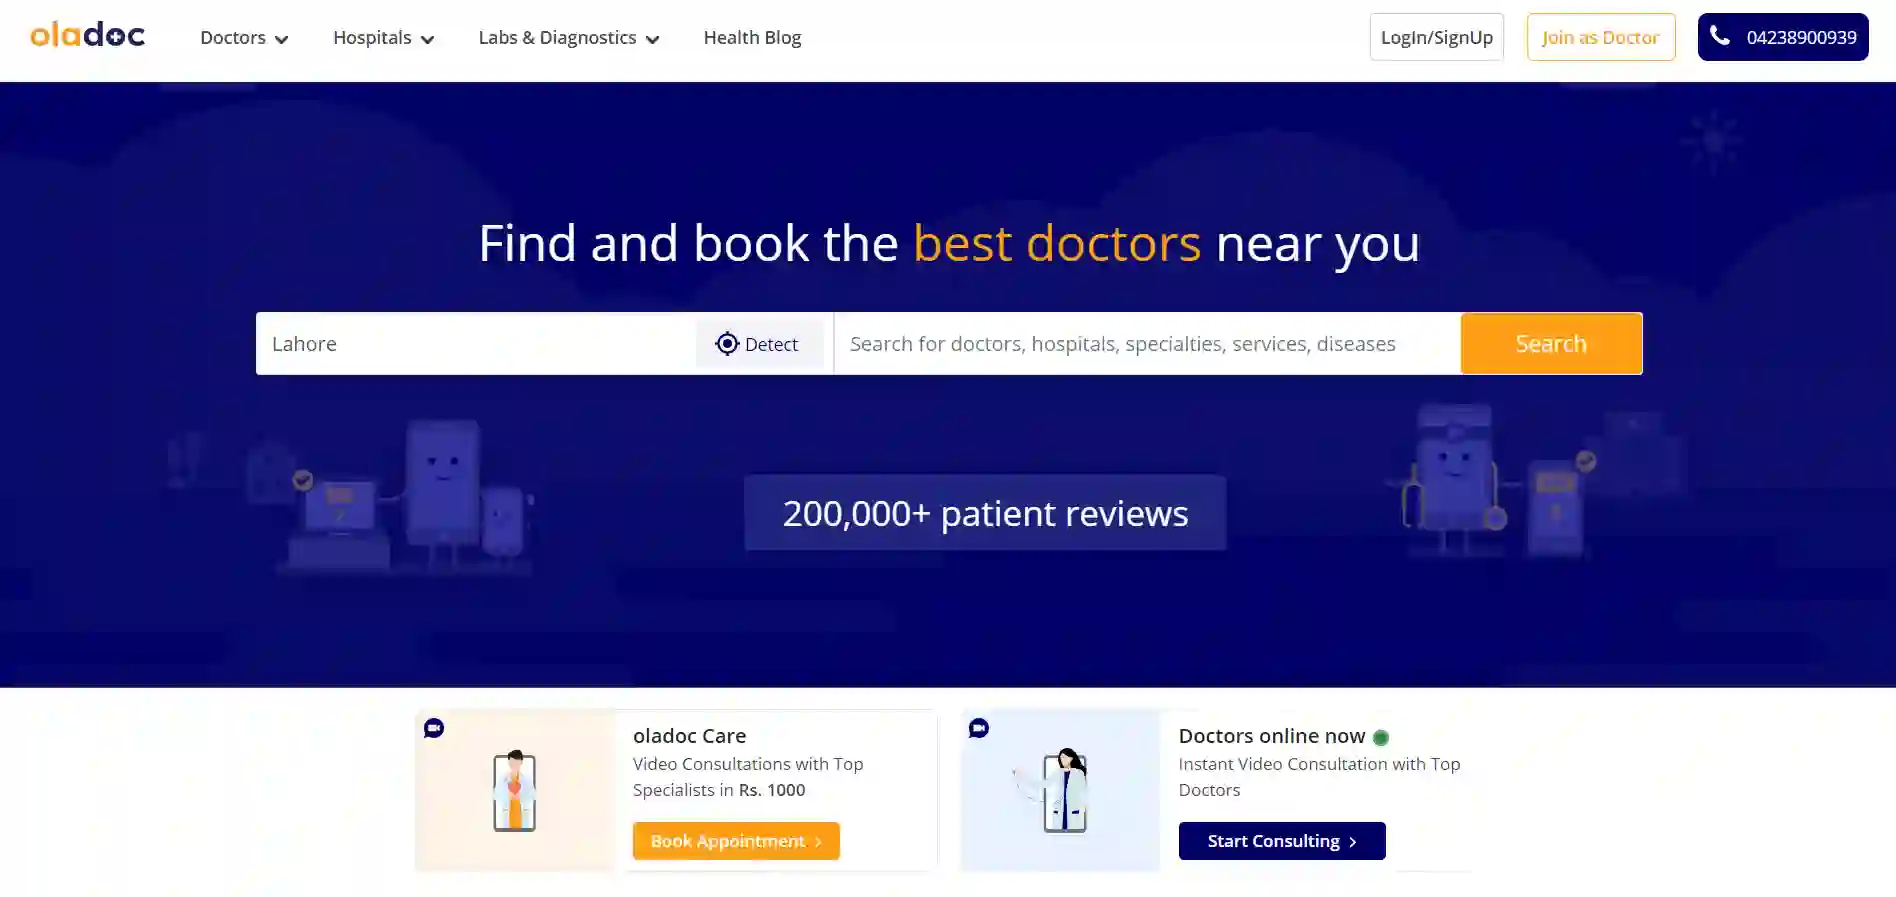 oladoc
Doctors
Hospitals
Labs & Diagnostics
Health Blog
LogIn/SignUp
Join as Doctor
04238900939
Find and book the best doctors near you
Lahore
Detect
Search for doctors, hospitals, specialties, services, diseases
Search
200,000+ patient reviews
oladoc Care
Video Consultations with Top
Specialists in Rs. 1000
Book Appointment
Doctors online now
Instant Video Consultation with Top
Doctors
Start Consulting